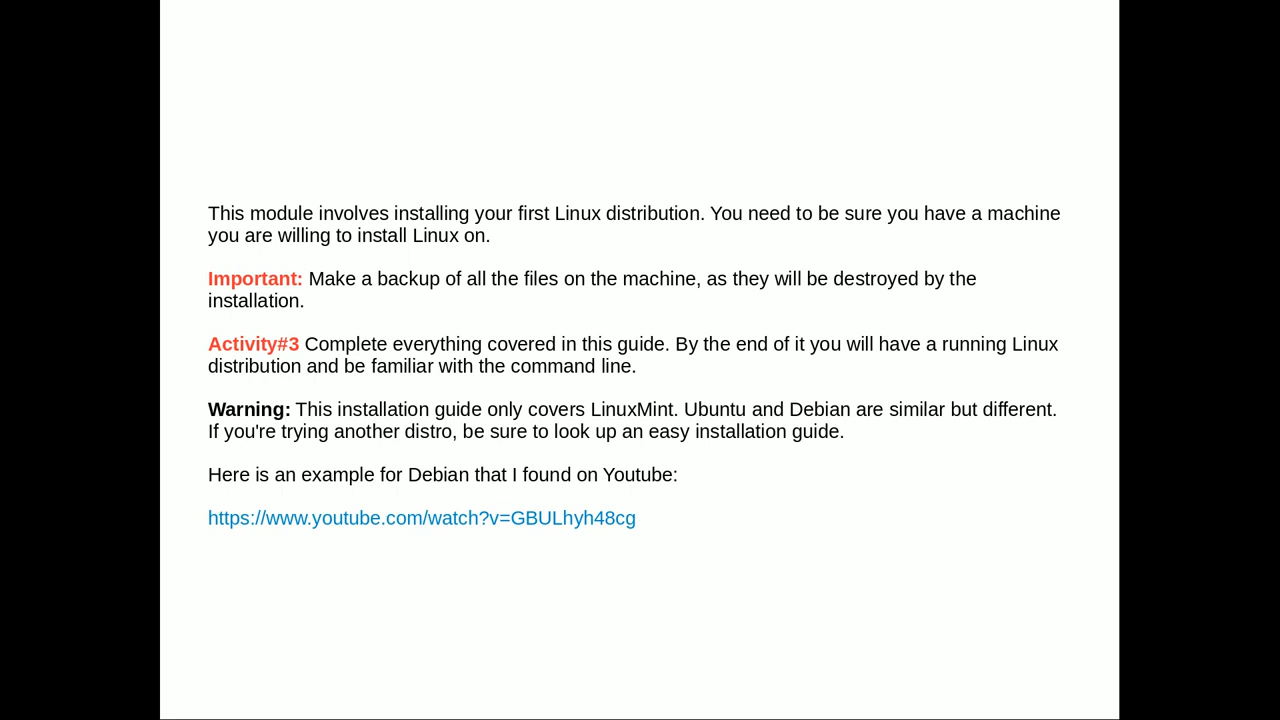 This module involves installing your first Linux distribution. You need to be sure you have a machine
you are willing to install Linux on.
Important: Make a backup of all the files on the machine, as they will be destroyed by the
installation.
Activity#3 Complete everything covered in this guide. By the end of it you will have a running Linux
distribution and be familiar with the command line.
Warning: This installation guide only covers LinuxMint. Ubuntu and Debian are similar but different.
If you're trying another distro, be sure to look up an easy installation guide.
Here is an example for Debian that I found on Youtube:
https://www.youtube.com/watch?v=GBULhyh48cg